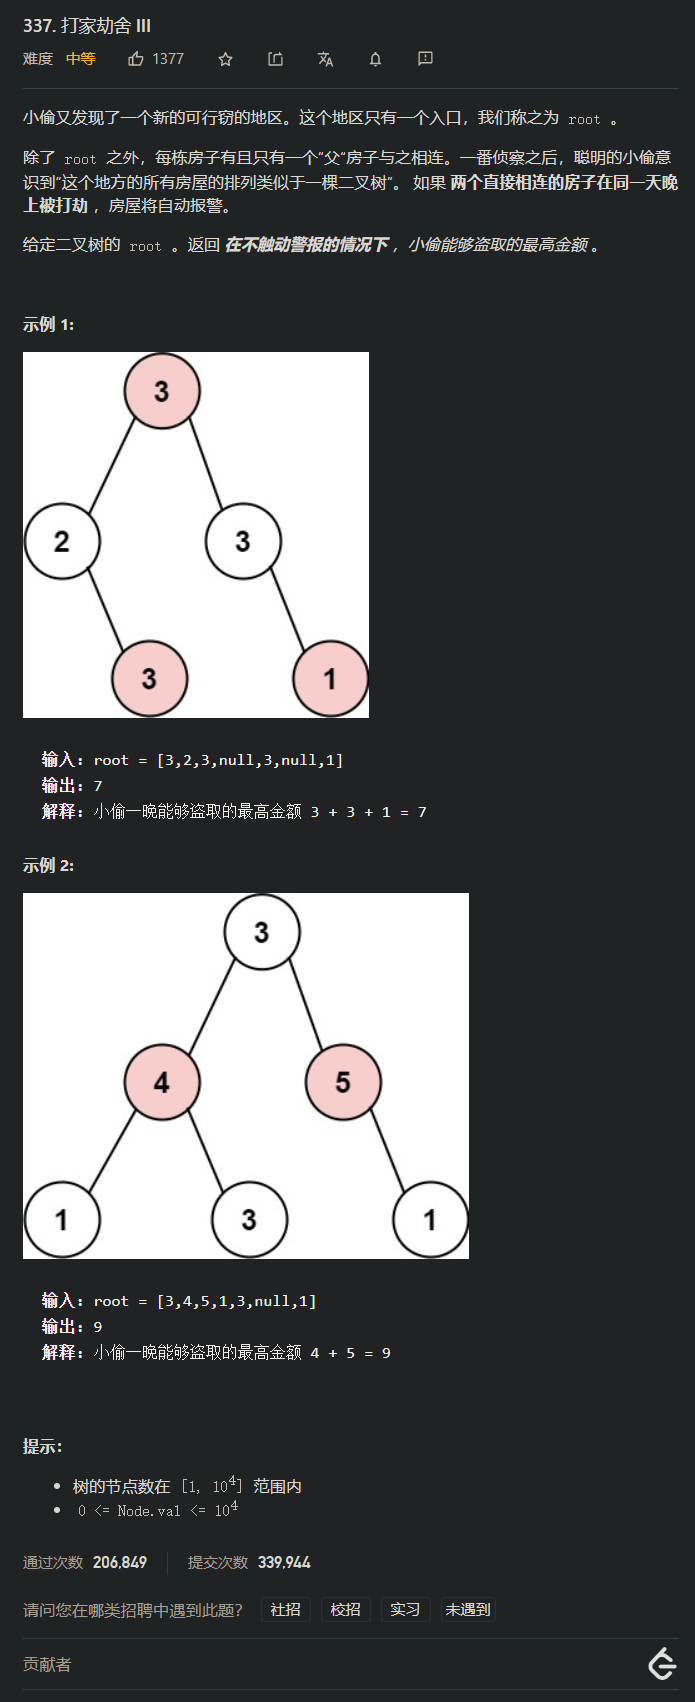 337. 打家劫舍 III
难度 中等 1377
小偷又发现了一个新的可行窃的地区。这个地区只有一个入口，我们称之为 root 。
除了 root 之外，每栋房子有且只有一个“父“房子与之相连。一番侦察之后，聪明的小偷意
识到“这个地方的所有房屋的排列类似于一棵二叉树”。 如果 两个直接相连的房子在同一天晚
上被打劫 ，房屋将自动报警。
给定二叉树的 root 。返回 在不触动警报的情况下 ，小偷能够盗取的最高金额 。
示例 1:
3
2 3
3 1
输入: root = [3,2,3,null,3,null,1]
输出: 7
解释: 小偷一晚能够盗取的最高金额 3 + 3 + 1 = 7
示例 2:
3
4 5
1 3 1
输入: root = [3,4,5,1,3,null,1]
输出: 9
解释: 小偷一晚能够盗取的最高金额 4 + 5 = 9
提示：
• 树的节点数在 [1, 10⁴] 范围内
• 0 <= Node.val <= 10⁴
通过次数 206,849 提交次数 339,944
请问您在哪类招聘中遇到此题？ 社招 校招 实习 未遇到
贡献者